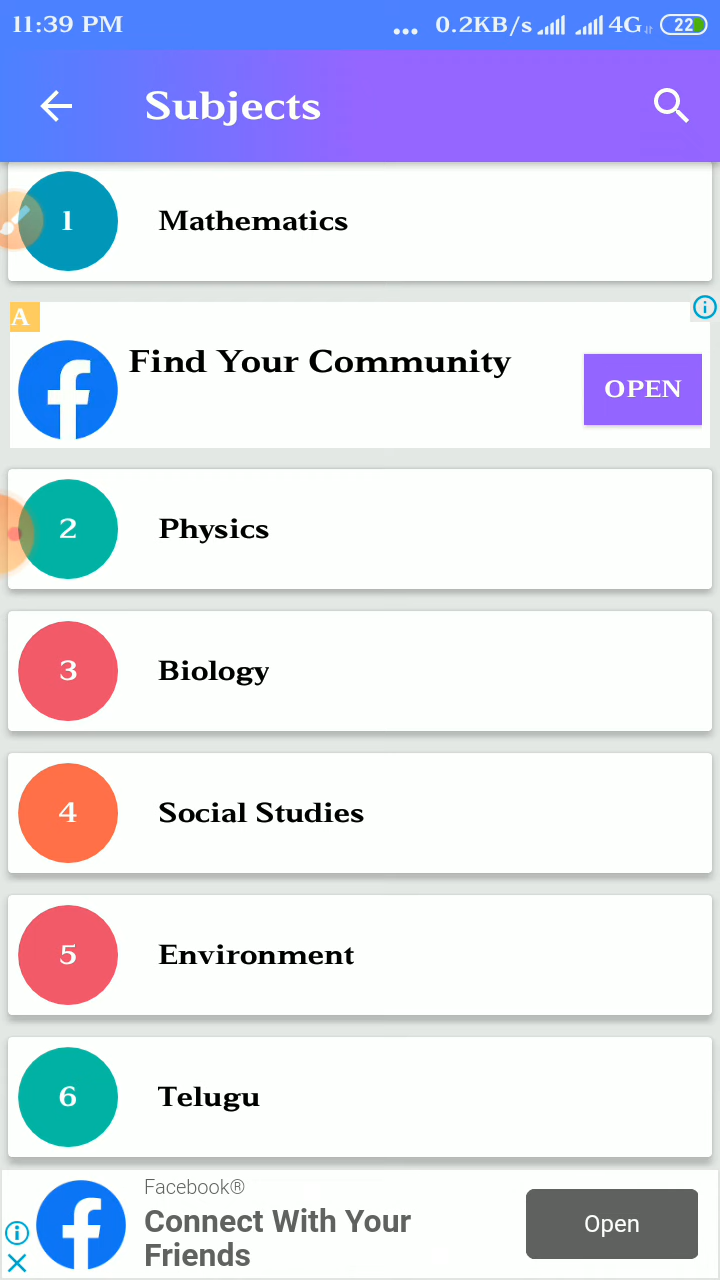 11:39 PM ... 0.2KB/s 4G 22
Subjects
1 Mathematics
A
Find Your Community
OPEN
2 Physics
3 Biology
4 Social Studies
5 Environment
6 Telugu
Facebook®
Connect With Your
Friends
Open